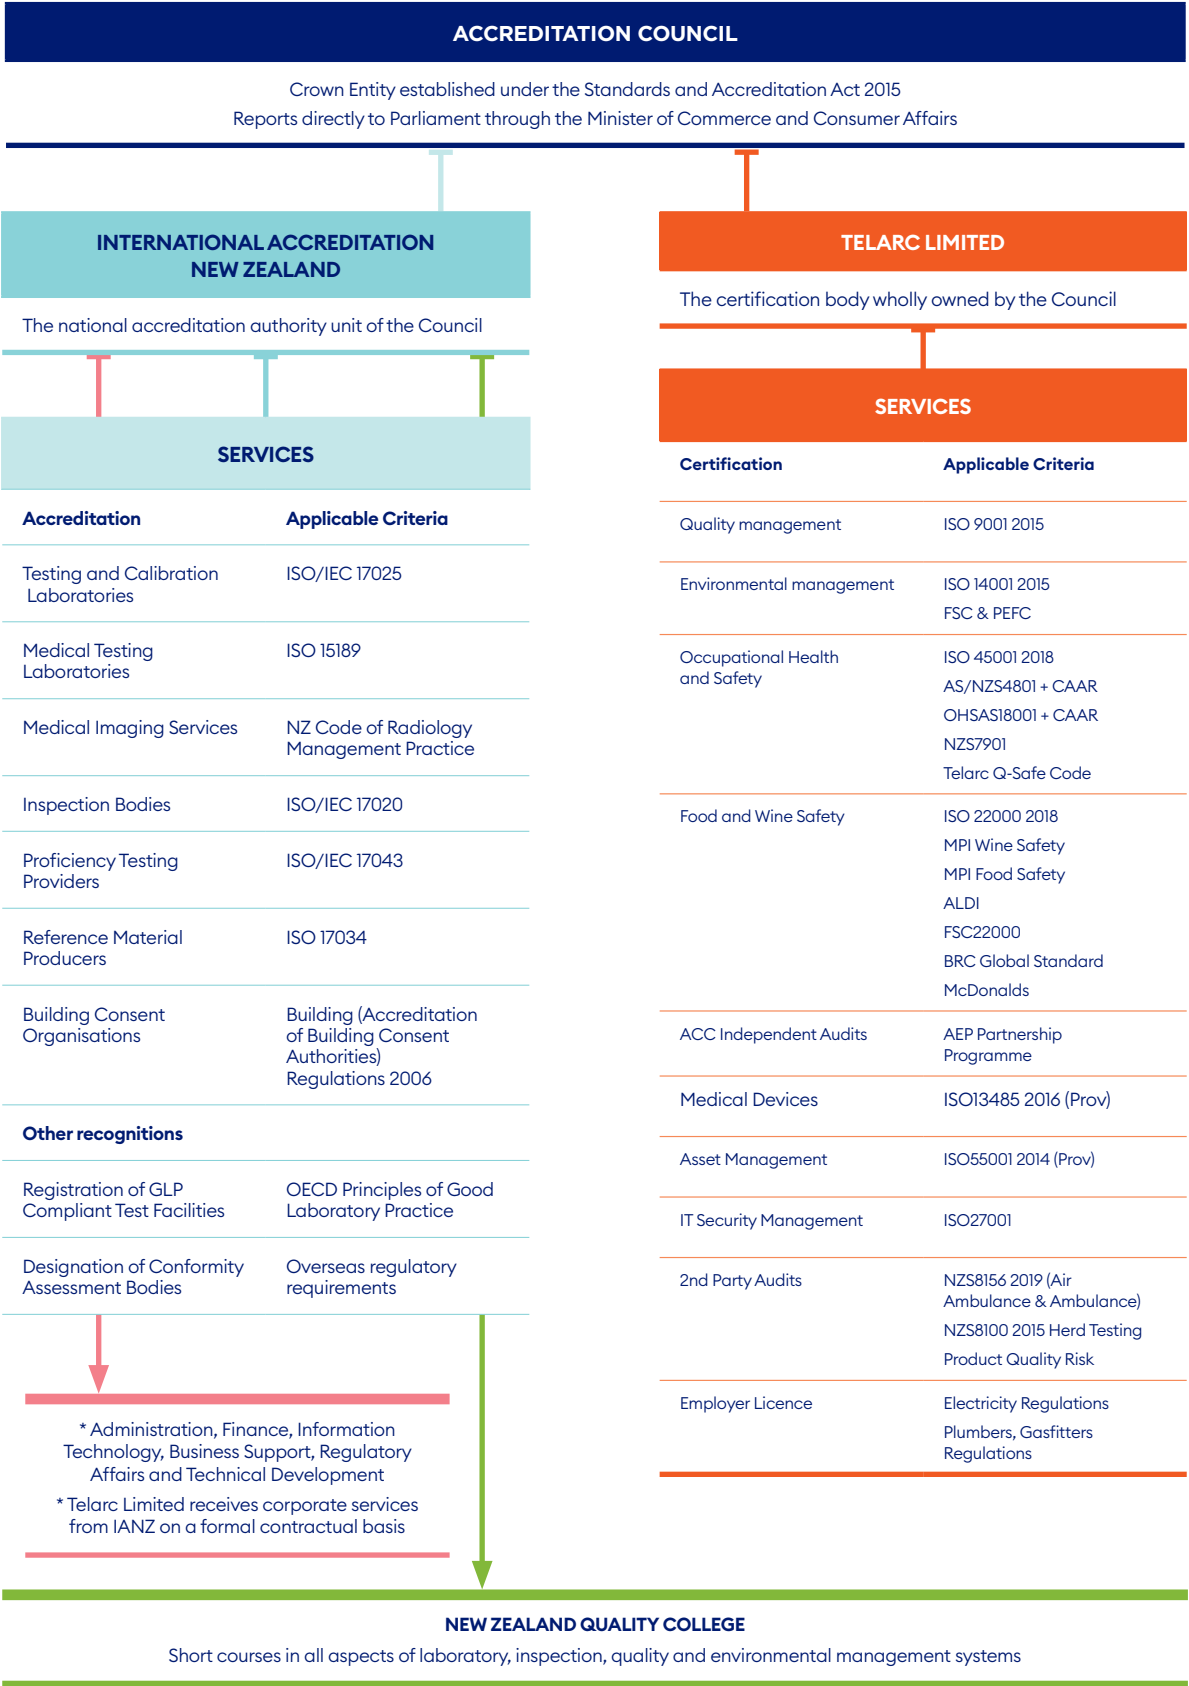 ACCREDITATION COUNCIL
Crown Entity established under the Standards and Accreditation Act 2015
Reports directly to Parliament through the Minister of Commerce and Consumer Affairs
INTERNATIONAL ACCREDITATION
NEW ZEALAND
The national accreditation authority unit of the Council
SERVICES
Accreditation Applicable Criteria
Testing and Calibration ISO/IEC 17025
Laboratories
Medical Testing ISO 15189
Laboratories
Medical Imaging Services NZ Code of Radiology
Management Practice
Inspection Bodies ISO/IEC 17020
Proficiency Testing ISO/IEC 17043
Providers
Reference Material ISO 17034
Producers
Building Consent Building (Accreditation
Organisations of Building Consent
Authorities)
Regulations 2006
Other recognitions
Registration of GLP OECD Principles of Good
Compliant Test Facilities Laboratory Practice
Designation of Conformity Overseas regulatory
Assessment Bodies requirements
* Administration, Finance, Information
Technology, Business Support, Regulatory
Affairs and Technical Development
* Telarc Limited receives corporate services
from IANZ on a formal contractual basis
TELARC LIMITED
The certification body wholly owned by the Council
SERVICES
Certification Applicable Criteria
Quality management ISO 9001 2015
Environmental management ISO 14001 2015
FSC & PEFC
Occupational Health ISO 45001 2018
and Safety AS/NZS4801 + CAAR
OHSAS18001 + CAAR
NZS7901
Telarc Q-Safe Code
Food and Wine Safety ISO 22000 2018
MPI Wine Safety
MPI Food Safety
ALDI
FSC22000
BRC Global Standard
McDonalds
ACC Independent Audits AEP Partnership
Programme
Medical Devices ISO13485 2016 (Prov)
Asset Management ISO55001 2014 (Prov)
IT Security Management ISO27001
2nd Party Audits NZS8156 2019 (Air
Ambulance & Ambulance)
NZS8100 2015 Herd Testing
Product Quality Risk
Employer Licence Electricity Regulations
Plumbers, Gasfitters
Regulations
NEW ZEALAND QUALITY COLLEGE
Short courses in all aspects of laboratory, inspection, quality and environmental management systems